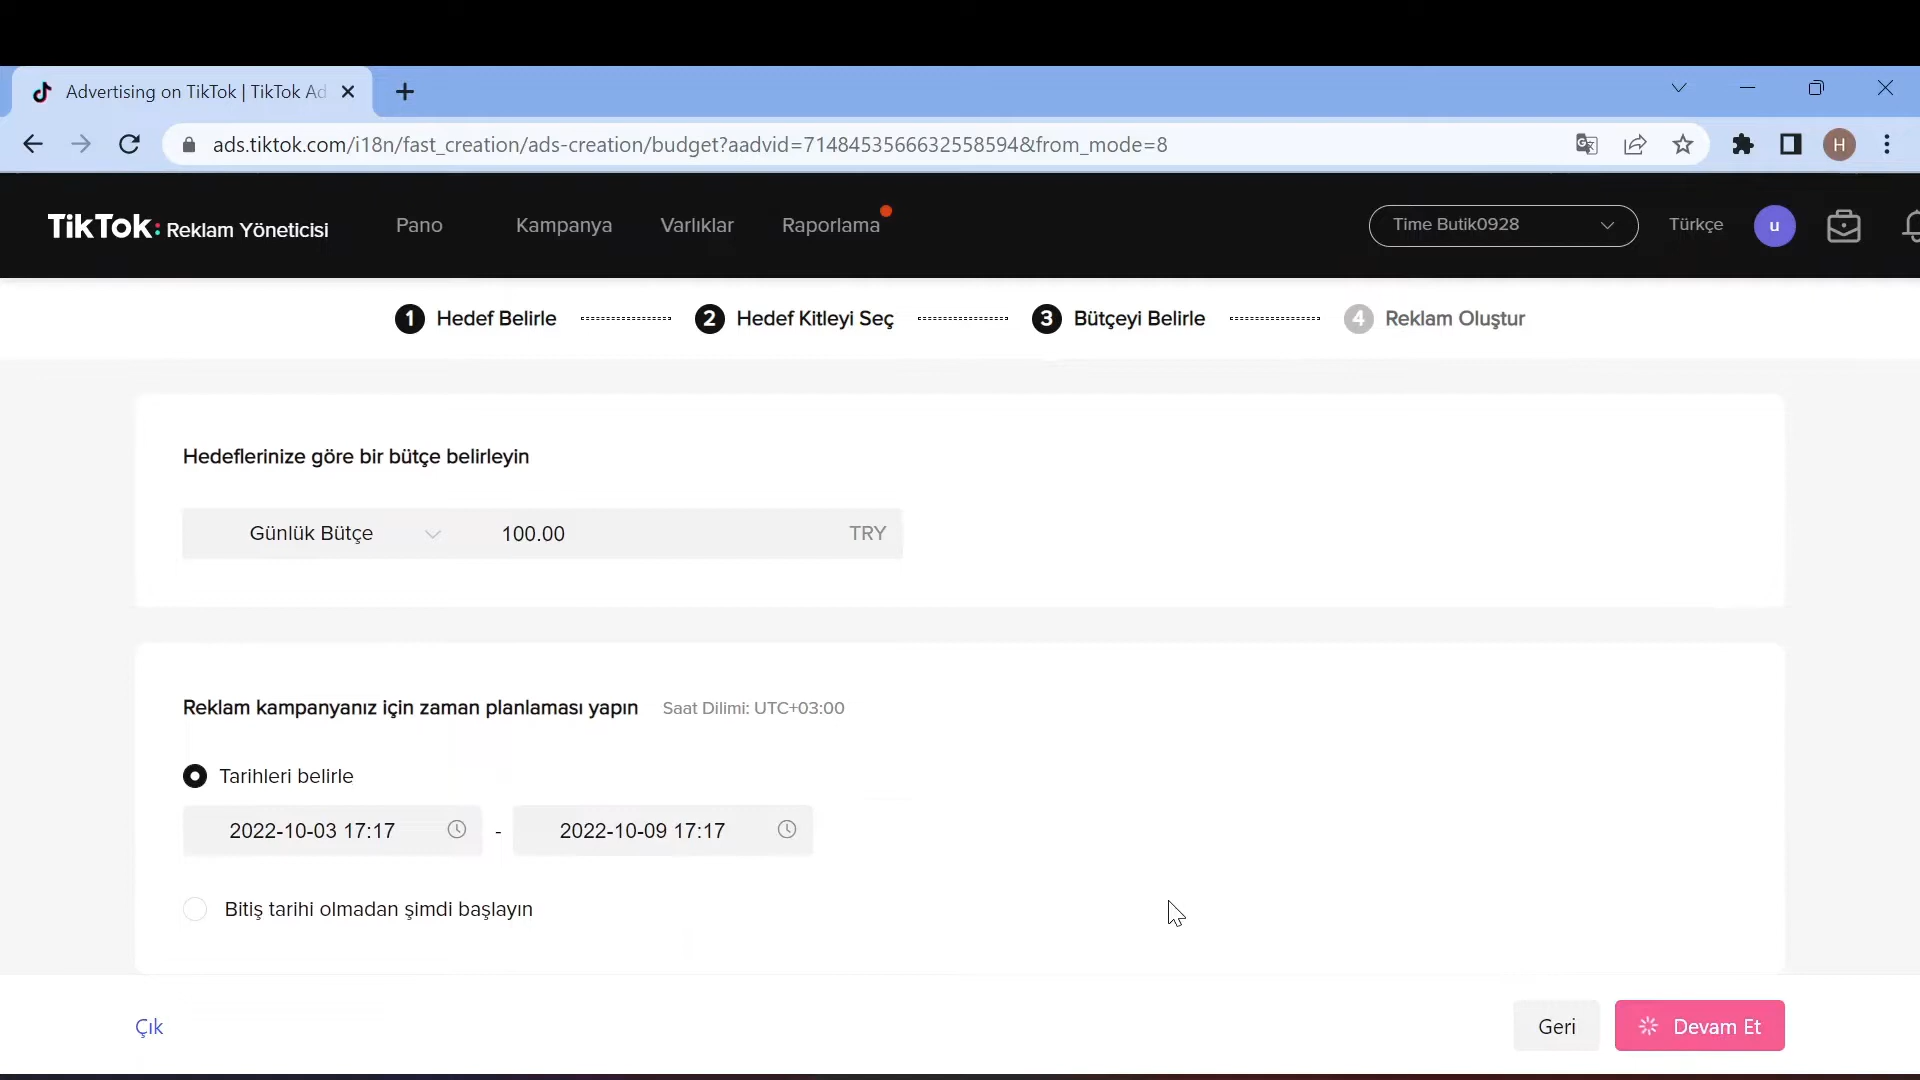 Advertising on TikTok | TikTok Ad
ads.tiktok.com/i18n/fast_creation/ads-creation/budget?aadvid=7148453566632558594&from_mode=8
H
TikTok: Reklam Yöneticisi
Pano
Kampanya
Varlıklar
Raporlama
Time Butik0928
Türkçe
u
1 Hedef Belirle
2 Hedef Kitleyi Seç
3 Bütçeyi Belirle
4 Reklam Oluştur
Hedeflerinize göre bir bütçe belirleyin
Günlük Bütçe
100.00
TRY
Reklam kampanyanız için zaman planlaması yapın
Saat Dilimi: UTC+03:00
Tarihleri belirle
2022-10-03 17:17 - 2022-10-09 17:17
Bitiş tarihi olmadan şimdi başlayın
Çık
Geri
Devam Et